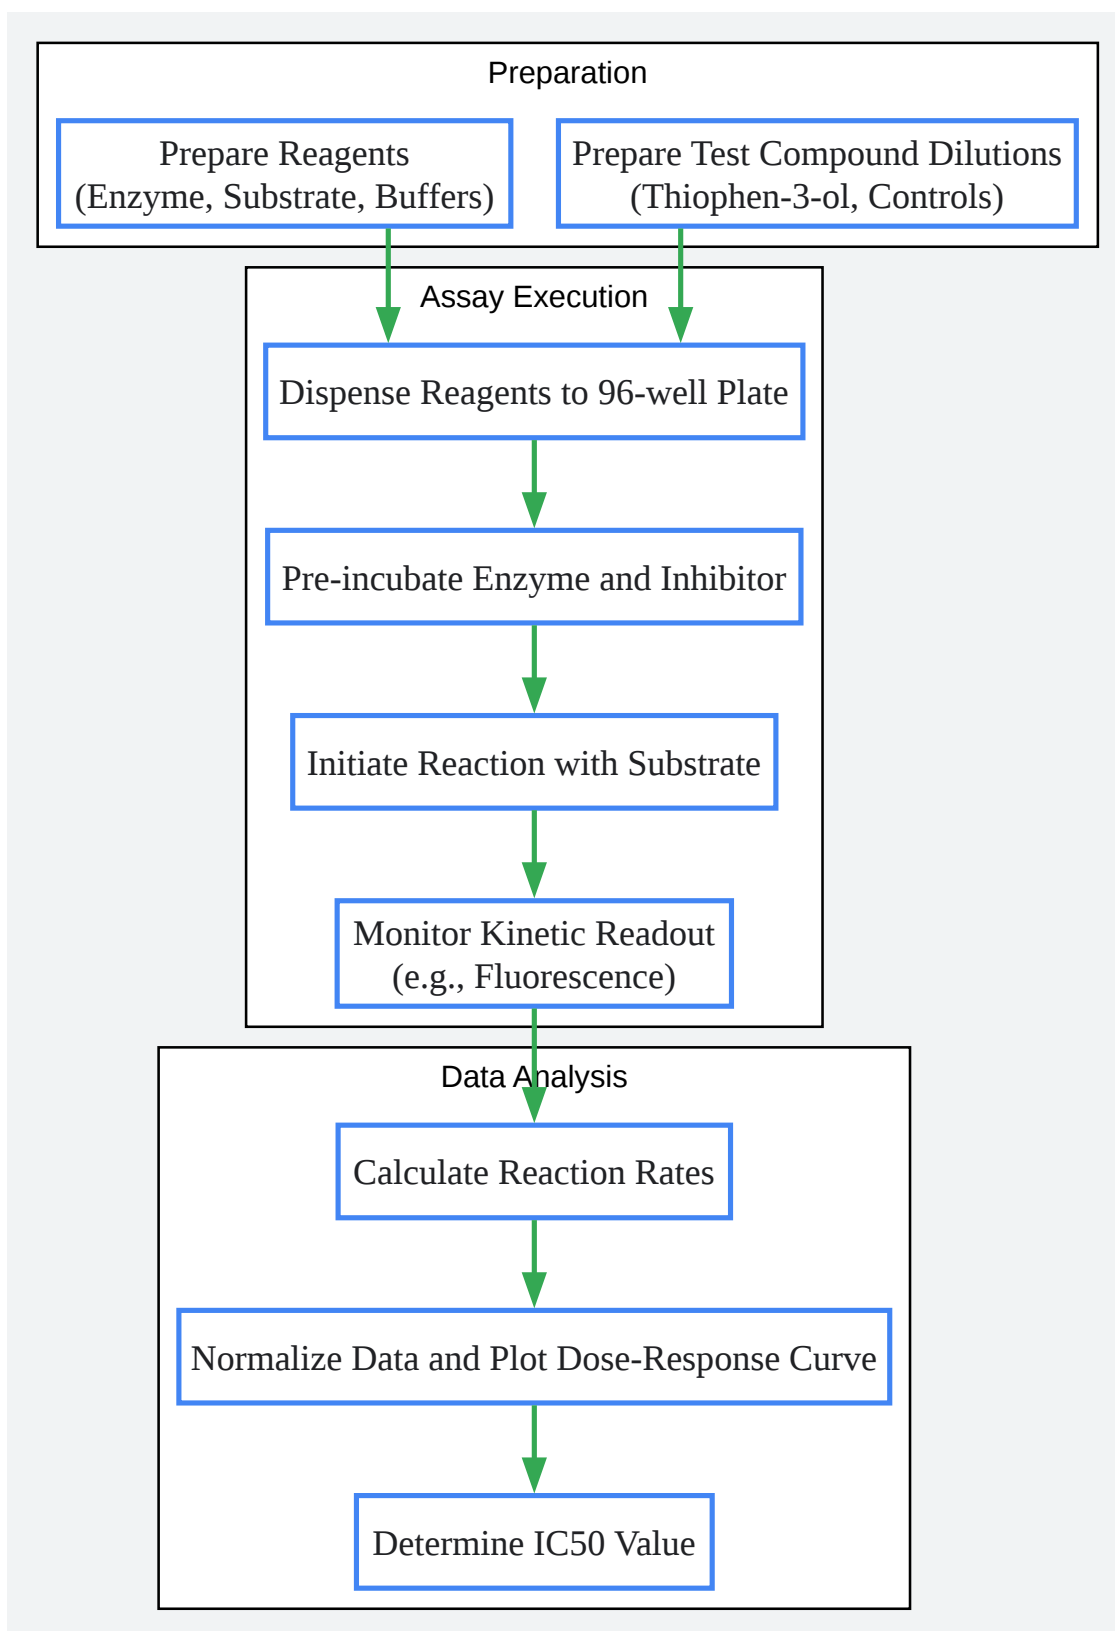 Preparation
Prepare Reagents
(Enzyme, Substrate, Buffers)
Prepare Test Compound Dilutions
(Thiophen-3-ol, Controls)
Assay Execution
Dispense Reagents to 96-well Plate
Pre-incubate Enzyme and Inhibitor
Initiate Reaction with Substrate
Monitor Kinetic Readout
(e.g., Fluorescence)
Data Analysis
Calculate Reaction Rates
Normalize Data and Plot Dose-Response Curve
Determine IC50 Value